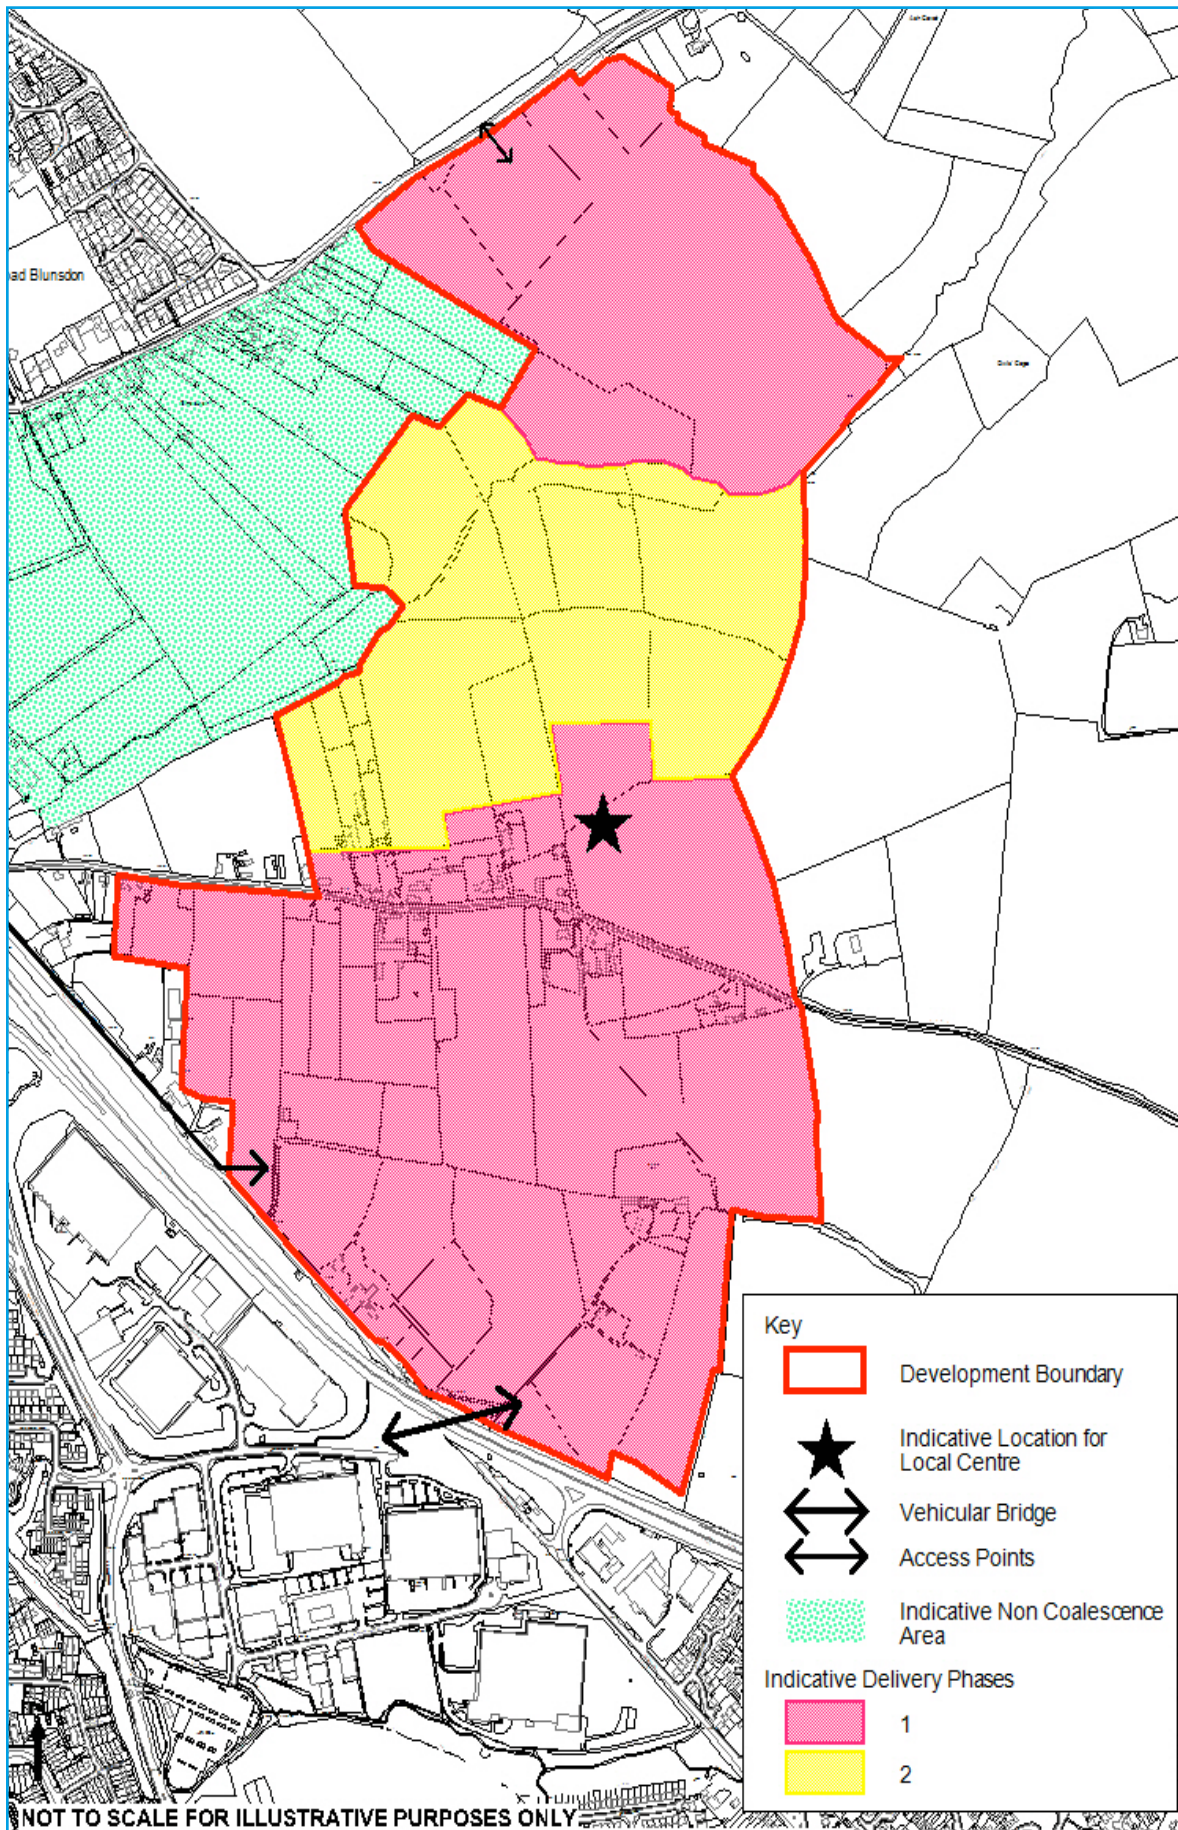 ad Blunsdon
Key
Development Boundary
Indicative Location for
Local Centre
Vehicular Bridge
Access Points
Indicative Non Coalescence
Area
Indicative Delivery Phases
1
2
NOT TO SCALE FOR ILLUSTRATIVE PURPOSES ONLY